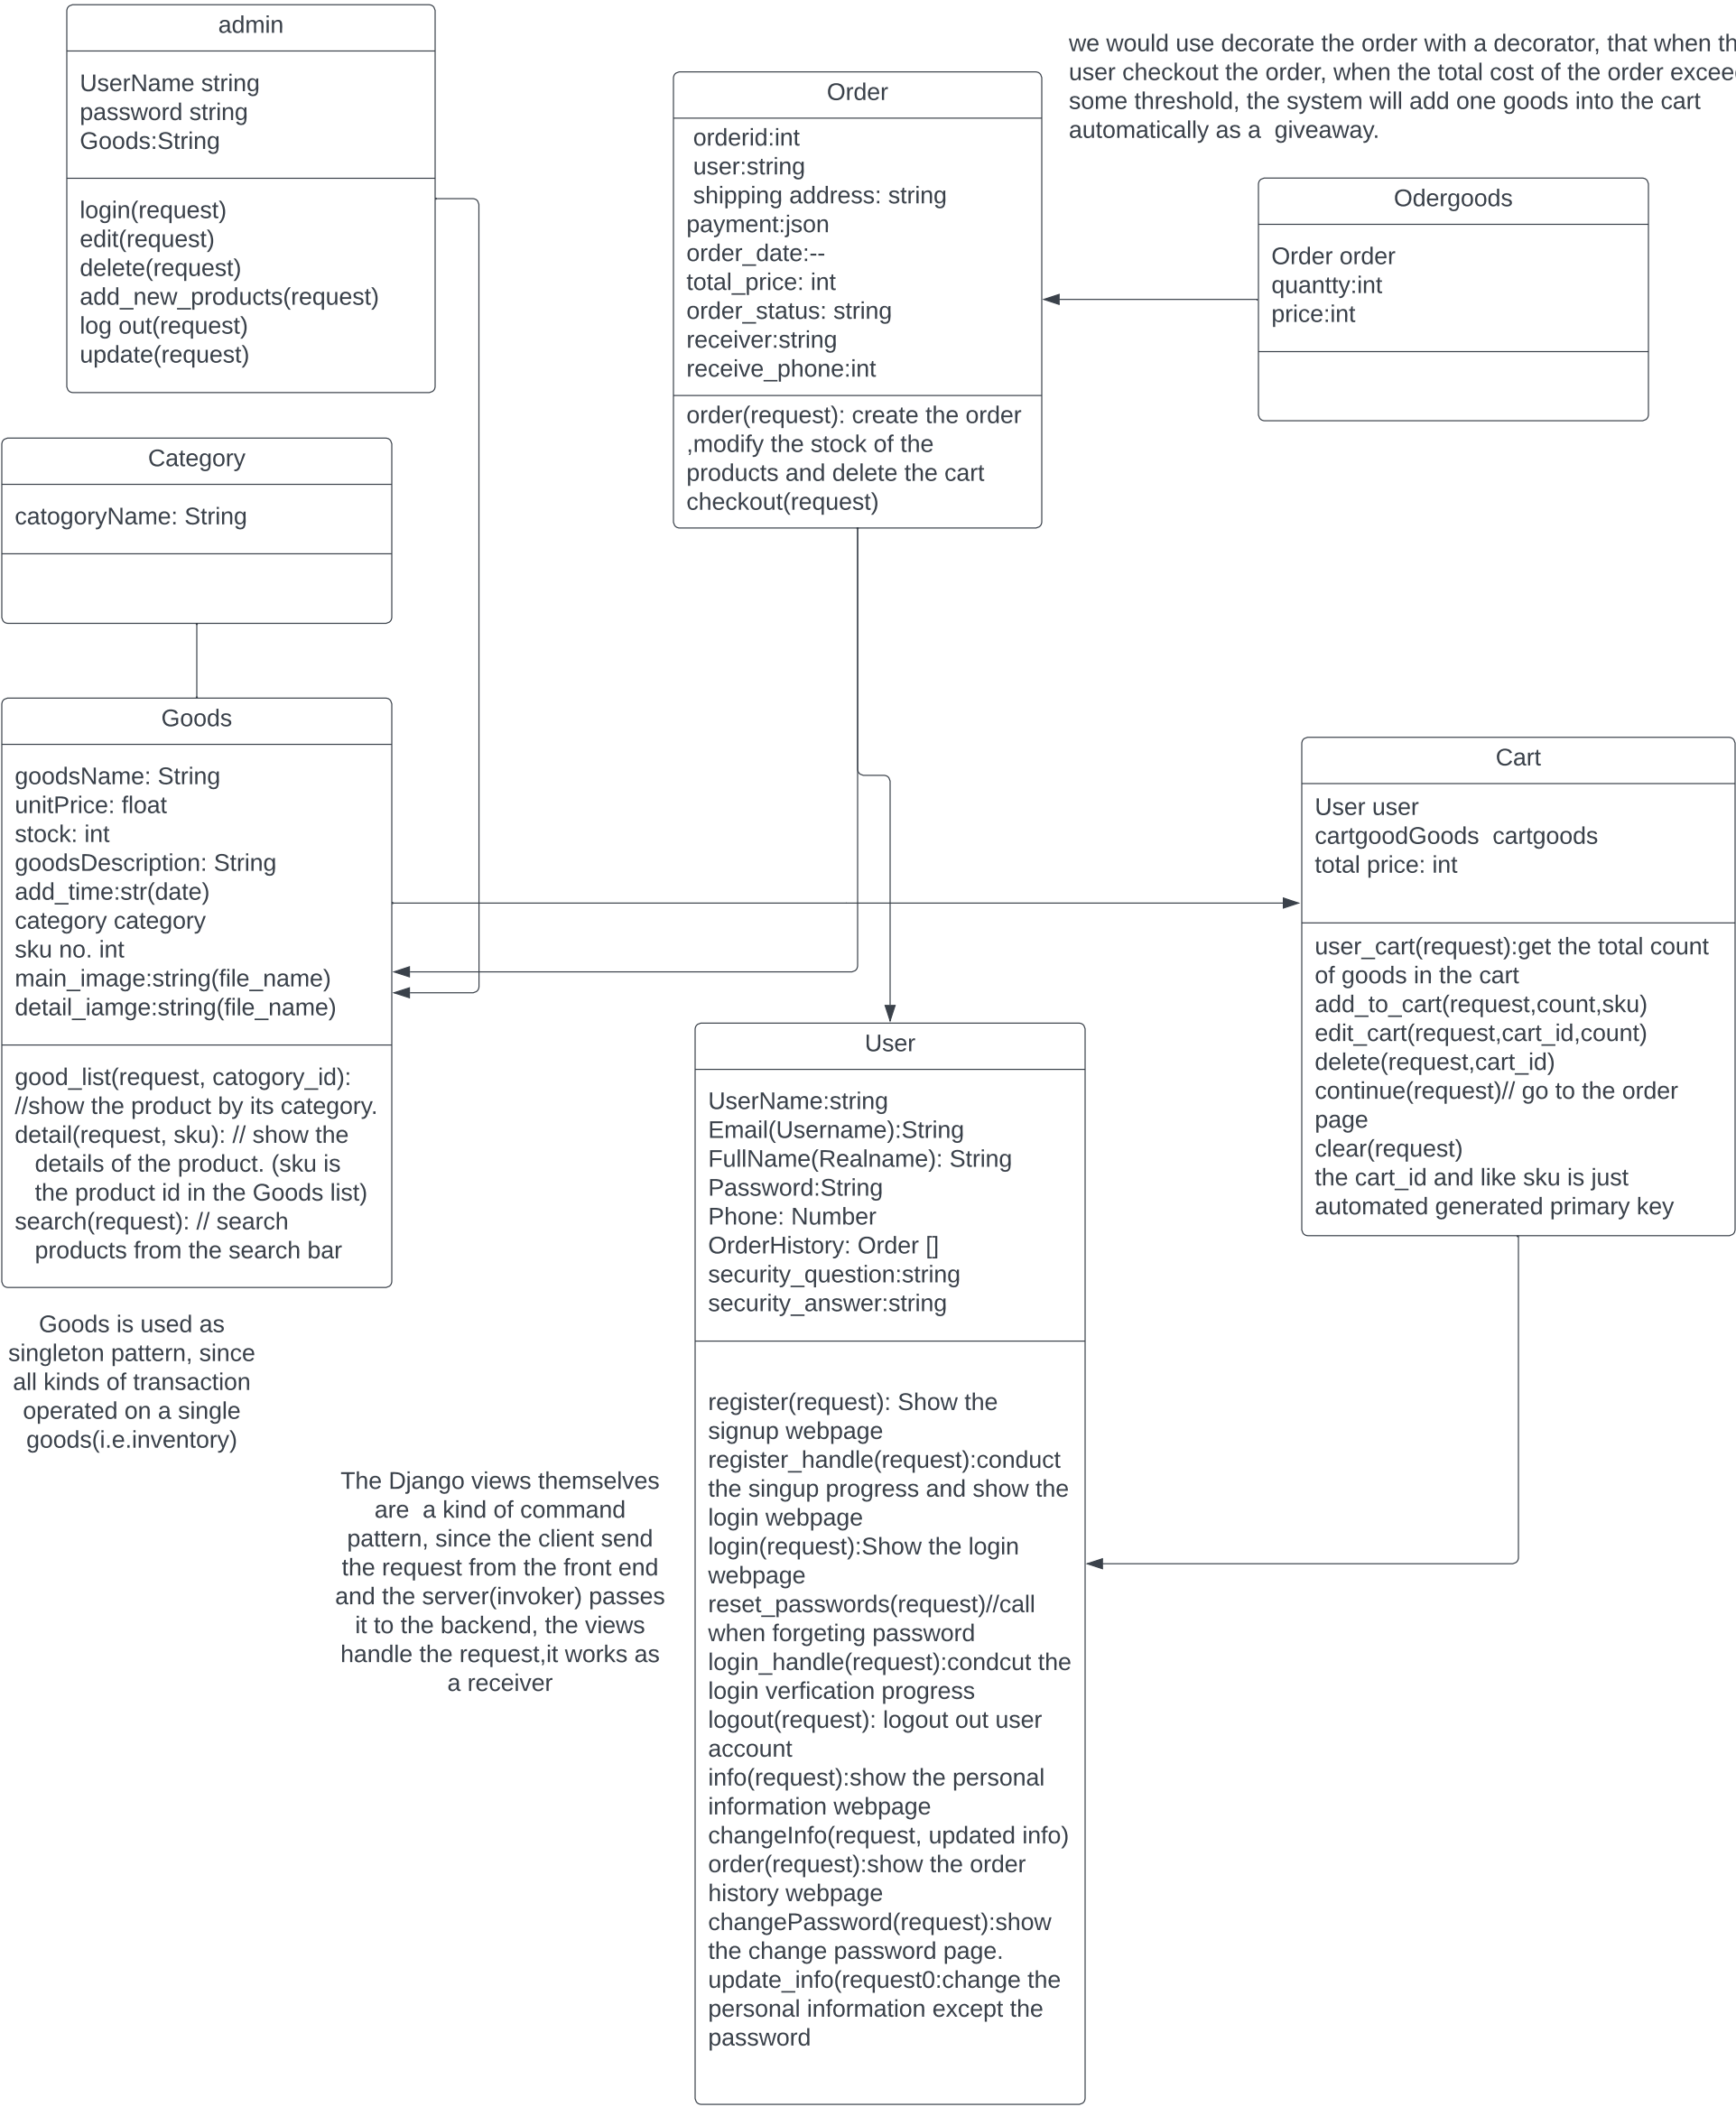 admin
UserName string
password string
Goods:String
login(request)
edit(request)
delete(request)
add_new_products(request)
log out(request)
update(request)
Category
catogoryName: String
Goods
goodsName: String
unitPrice: float
stock: int
goodsDescription: String
add_time:str(date)
category category
sku no. int
main_image:string(file_name)
detail_iamge:string(file_name)
good_list(request, catogory_id):
//show the product by its category.
detail(request, sku): // show the
details of the product. (sku is
the product id in the Goods list)
search(request): // search
products from the search bar
Goods is used as
singleton pattern, since
all kinds of transaction
operated on a single
goods(i.e.inventory)
The Django views themselves
are a kind of command
pattern, since the client send
the request from the front end
and the server(invoker) passes
it to the backend, the views
handle the request,it works as
a receiver
Order
orderid:int
user:string
shipping address: string
payment:json
order_date:--
total_price: int
order_status: string
receiver:string
receive_phone:int
order(request): create the order
,modify the stock of the
products and delete the cart
checkout(request)
we would use decorate the order with a decorator, that when th
user checkout the order, when the total cost of the order excee
some threshold, the system will add one goods into the cart
automatically as a giveaway.
Odergoods
Order order
quantty:int
price:int
Cart
User user
cartgoodGoods cartgoods
total price: int
user_cart(request):get the total count
of goods in the cart
add_to_cart(request,count,sku)
edit_cart(request,cart_id,count)
delete(request,cart_id)
continue(request)// go to the order
page
clear(request)
the cart_id and like sku is just
automated generated primary key
User
UserName:string
Email(Username):String
FullName(Realname): String
Password:String
Phone: Number
OrderHistory: Order []
security_question:string
security_answer:string
register(request): Show the
signup webpage
register_handle(request):conduct
the singup progress and show the
login webpage
login(request):Show the login
webpage
reset_passwords(request)//call
when forgeting password
login_handle(request):condcut the
login verfication progress
logout(request): logout out user
account
info(request):show the personal
information webpage
changeInfo(request, updated info)
order(request):show the order
history webpage
changePassword(request):show
the change password page.
update_info(request0:change the
personal information except the
password